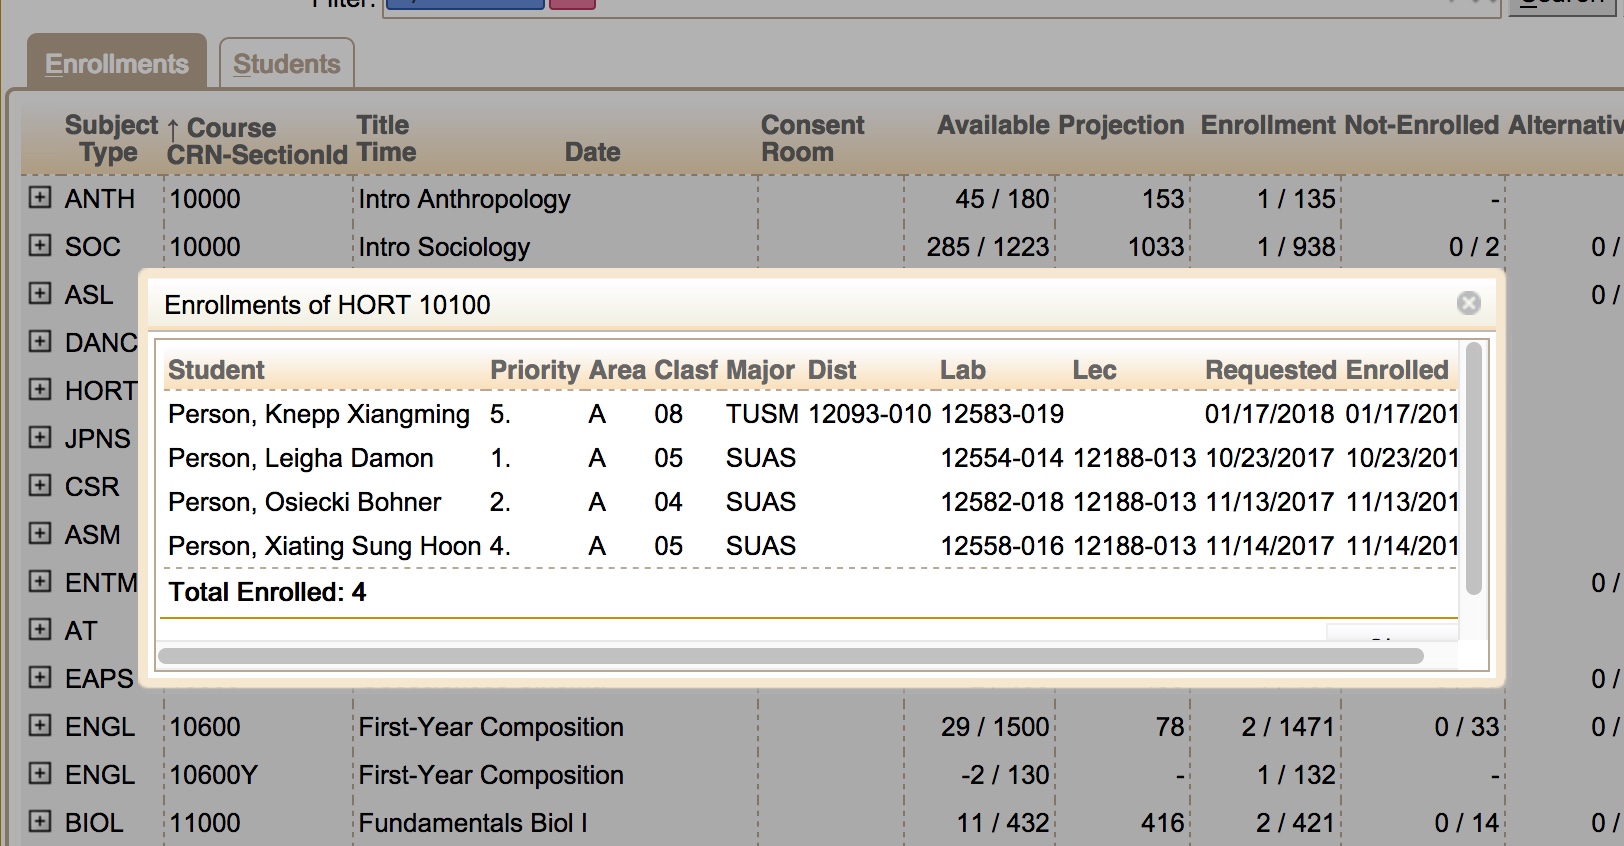 Filter:
Enrollments Students
Subject ↑ Course Title Consent Available Projection Enrollment Not-Enrolled
Type CRN-SectionId Time Date Room
ANTH 10000 Intro Anthropology 45 / 180 153 1 / 135 -
SOC 10000 Intro Sociology 285 / 1223 1033 1 / 938 0 / 2 0 /
ASL 0 /
Enrollments of HORT 10100
DANC
Student Priority Area Clasf Major Dist Lab Lec Requested Enrolled
HORT
Person, Knepp Xiangming 5. A 08 TUSM 12093-010 12583-019 01/17/2018 01/17/201
JPNS
Person, Leigha Damon 1. A 05 SUAS 12554-014 12188-013 10/23/2017 10/23/201
CSR
Person, Osiecki Bohner 2. A 04 SUAS 12582-018 12188-013 11/13/2017 11/13/201
ASM
Person, Xiating Sung Hoon 4. A 05 SUAS 12558-016 12188-013 11/14/2017 11/14/201
ENTM 0 /
Total Enrolled: 4
AT
EAPS 0 /
ENGL 10600 First-Year Composition 29 / 1500 78 2 / 1471 0 / 33 0 /
ENGL 10600Y First-Year Composition -2 / 130 - 1 / 132 -
BIOL 11000 Fundamentals Biol I 11 / 432 416 2 / 421 0 / 14 0 /